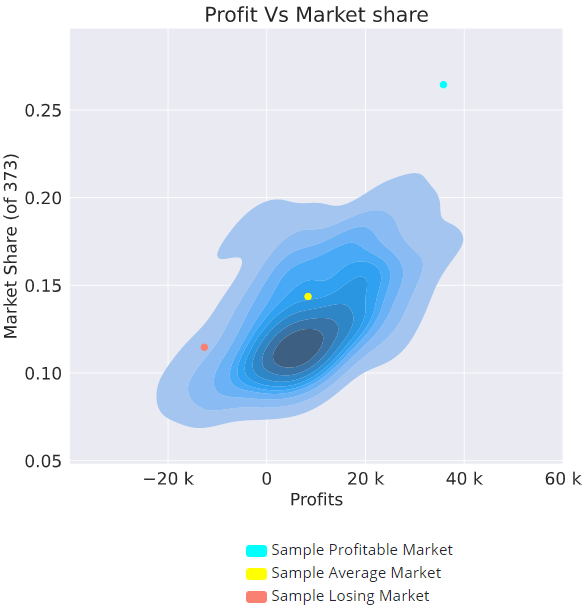 Profit Vs Market share
Market Share (of 373)
0.25
0.20
0.15
0.10
0.05
−20 k 0 20 k 40 k 60 k
Profits
Sample Profitable Market
Sample Average Market
Sample Losing Market